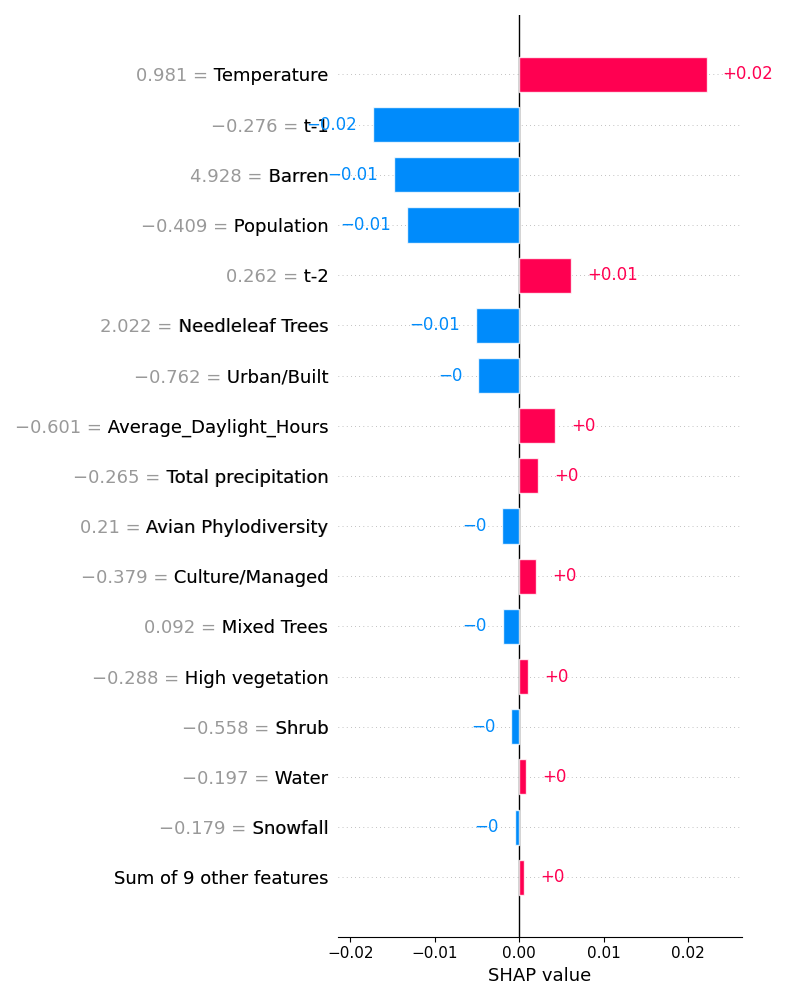 0.981 = Temperature +0.02
−0.276 = t-1 −0.02
4.928 = Barren −0.01
−0.409 = Population −0.01
0.262 = t-2 +0.01
2.022 = Needleleaf Trees −0.01
−0.762 = Urban/Built −0
−0.601 = Average_Daylight_Hours +0
−0.265 = Total precipitation +0
0.21 = Avian Phylodiversity −0
−0.379 = Culture/Managed +0
0.092 = Mixed Trees −0
−0.288 = High vegetation +0
−0.558 = Shrub −0
−0.197 = Water +0
−0.179 = Snowfall −0
Sum of 9 other features +0
−0.02 −0.01 0.00 0.01 0.02
SHAP value